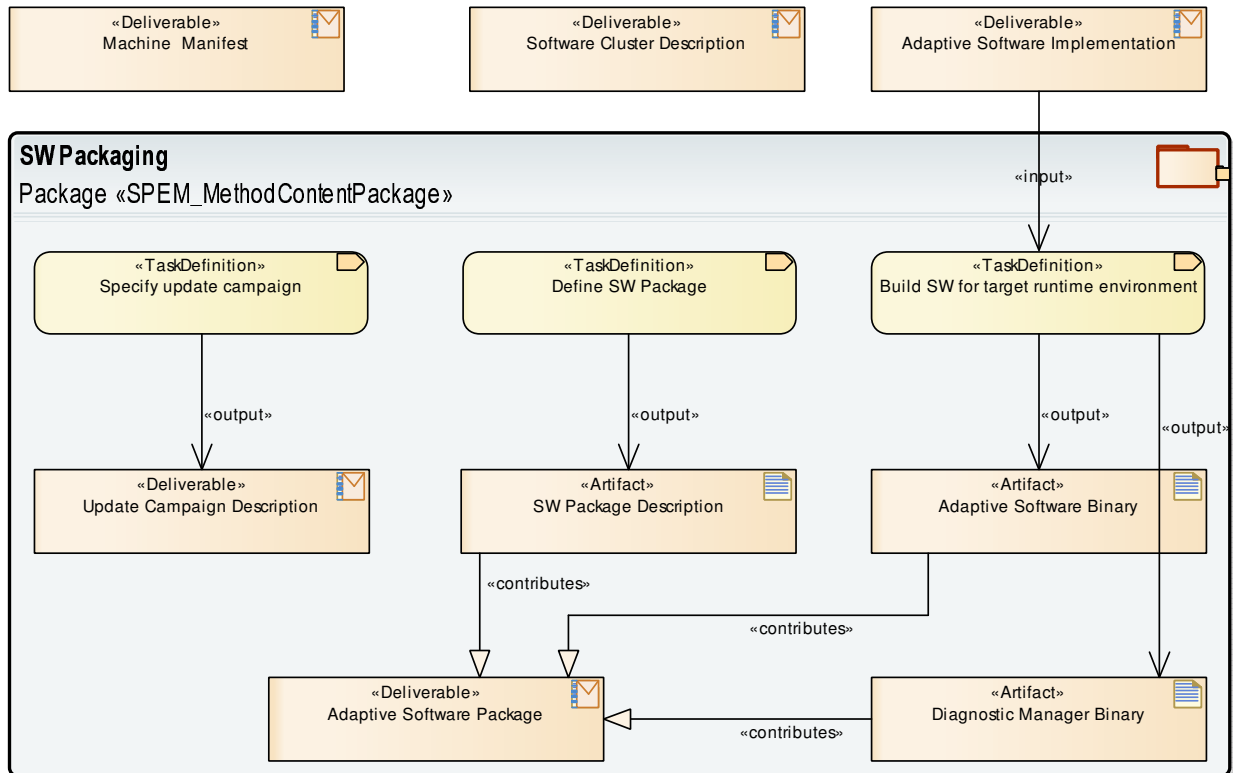 «Deliverable»
Machine  Manifest
«Deliverable»
Software Cluster Description
«Deliverable»
Adaptive Software Implementation
SW Packaging
Package «SPEM_MethodContentPackage»
«input»
«TaskDefinition»
Specify update campaign
«TaskDefinition»
Define SW Package
«TaskDefinition»
Build SW for target runtime environment
«output»
«output»
«output»
«output»
«Deliverable»
Update Campaign Description
«Artifact»
SW Package Description
«Artifact»
Adaptive Software Binary
«contributes»
«contributes»
«Deliverable»
Adaptive Software Package
«Artifact»
Diagnostic Manager Binary
«contributes»